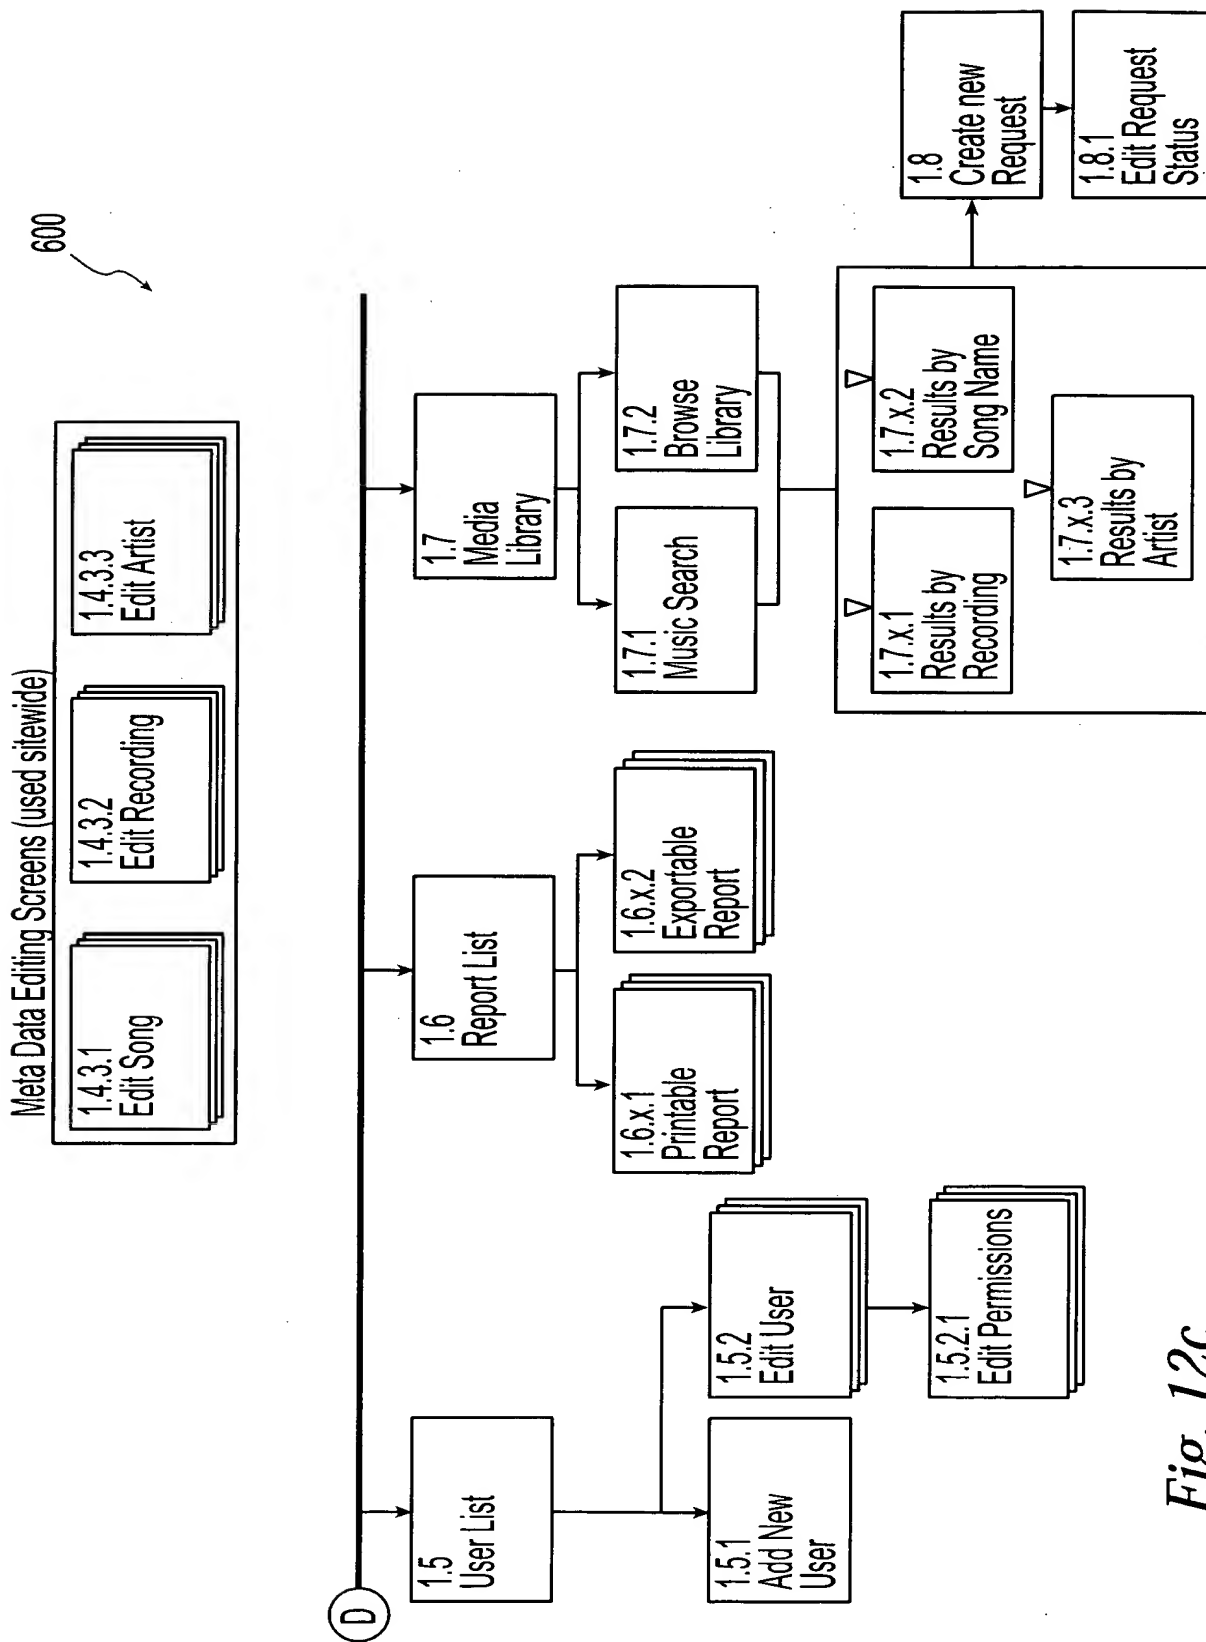 Meta Data Editing Screens (used sitewide)
600
1.4.3.1
Edit Song
1.4.3.2
Edit Recording
1.4.3.3
Edit Artist
D
1.5
User List
1.5.1
Add New
User
1.5.2
Edit User
1.5.2.1
Edit Permissions
1.6
Report List
1.6.x.1
Printable
Report
1.6.x.2
Exportable
Report
1.7
Media
Library
1.7.1
Music Search
1.7.2
Browse
Library
1.7.x.1
Results by
Recording
1.7.x.2
Results by
Song Name
1.7.x.3
Results by
Artist
1.8
Create new
Request
1.8.1
Edit Request
Status
Fig. 12c